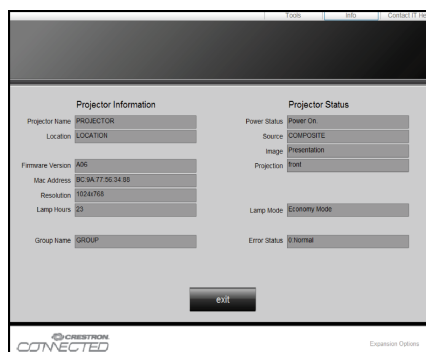 Tools Info Contact IT He
Projector Information
Projector Name PROJECTOR
Location LOCATION
Firmware Version A06
Mac Address BC:9A:77:56:34:88
Resolution 1024x768
Lamp Hours 23
Group Name GROUP
Projector Status
Power Status Power On
Source COMPOSITE
Image Presentation
Projection front
Lamp Mode Economy Mode
Error Status 0:Normal
exit
CRESTRON
CONNECTED
Expansion Options